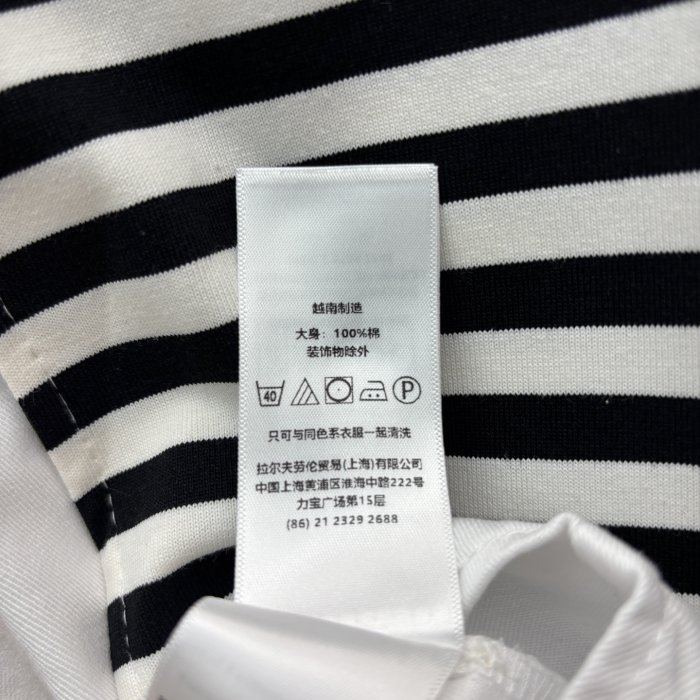 越南制造
大身: 100%棉
装饰物除外
40 P
只可与同色系衣服一起清洗
拉尔夫劳伦贸易(上海)有限公司
中国上海黄浦区淮海中路222号
力宝广场第15层
(86) 21 2329 2688